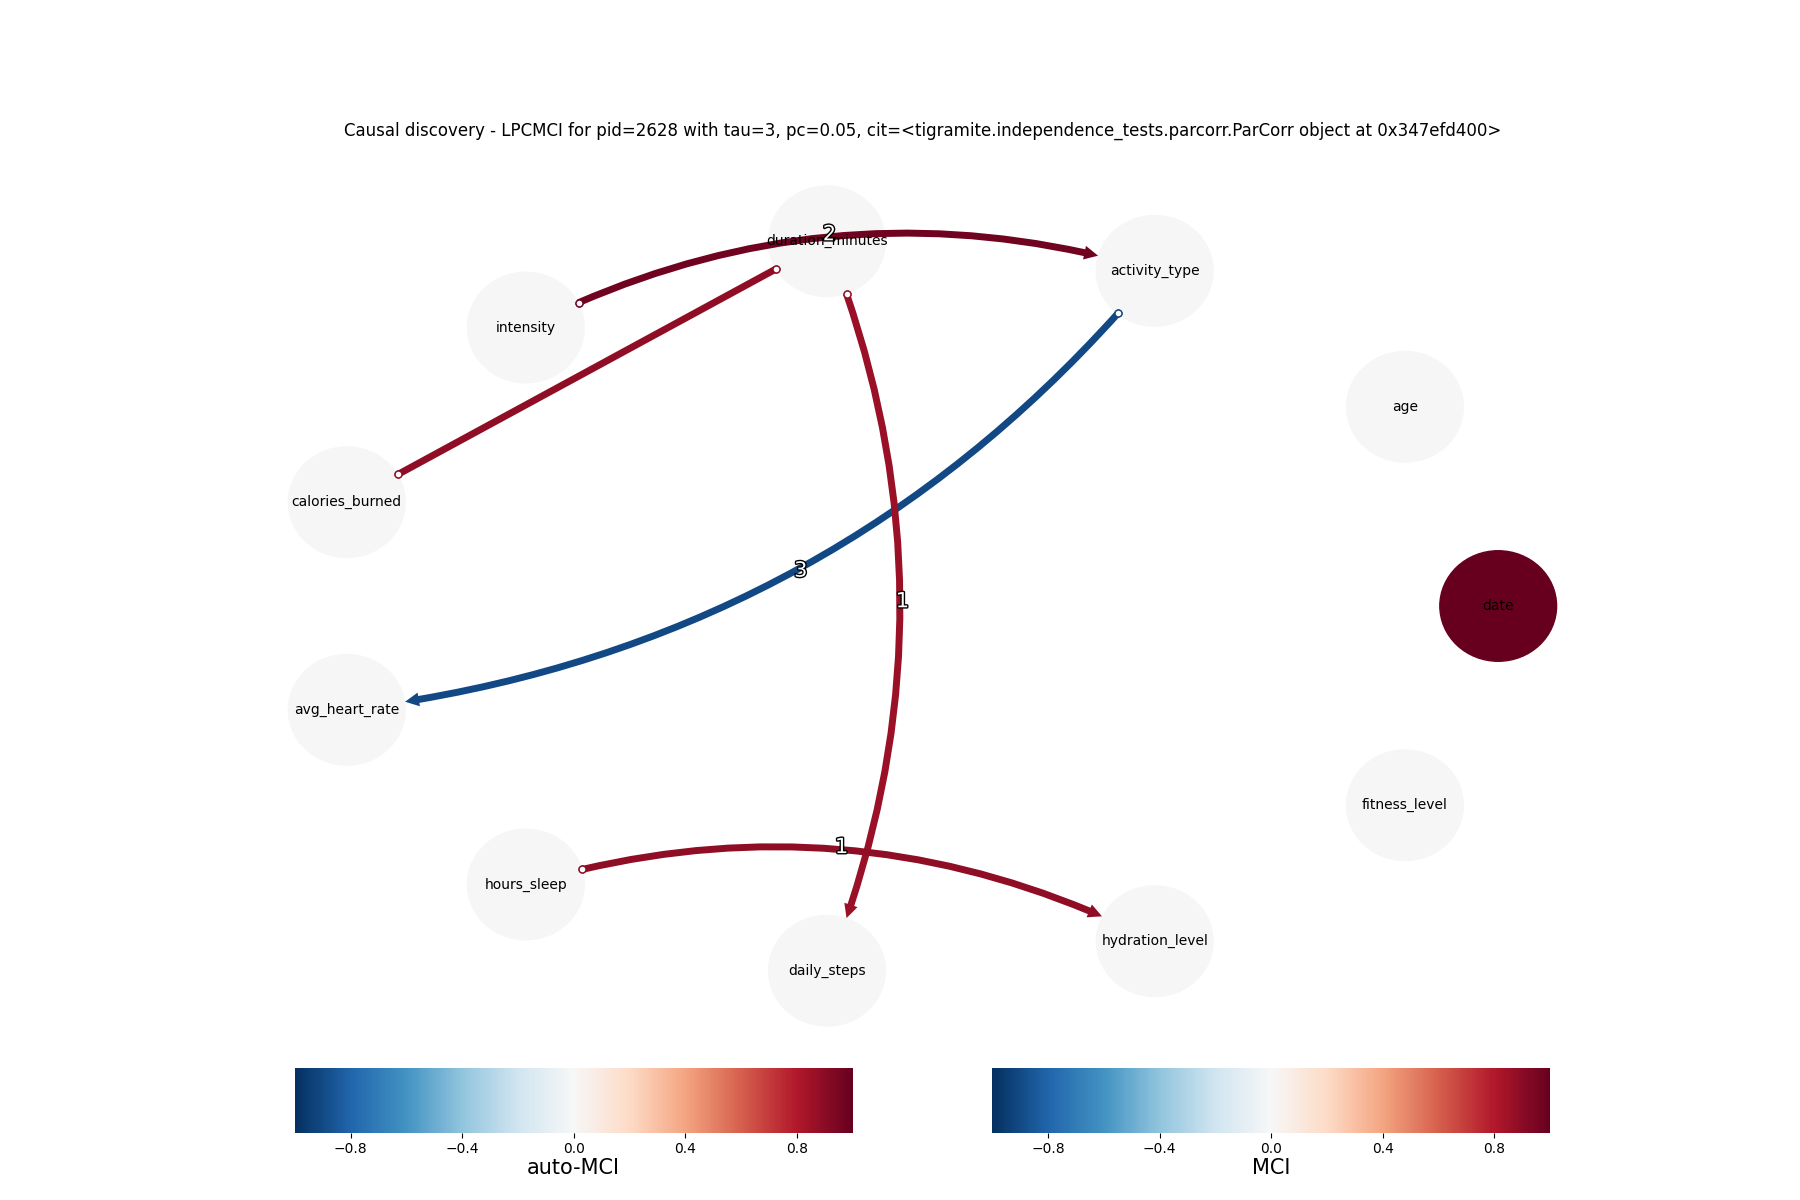 Causal discovery - LPCMCI for pid=2628 with tau=3, pc=0.05, cit=<tigramite.independence_tests.parcorr.ParCorr object at 0x347efd400>
2
duration_minutes
activity_type
intensity
age
calories_burned
3
1
date
avg_heart_rate
fitness_level
1
hours_sleep
hydration_level
daily_steps
−0.8 −0.4 0.0 0.4 0.8
auto-MCI
−0.8 −0.4 0.0 0.4 0.8
MCI